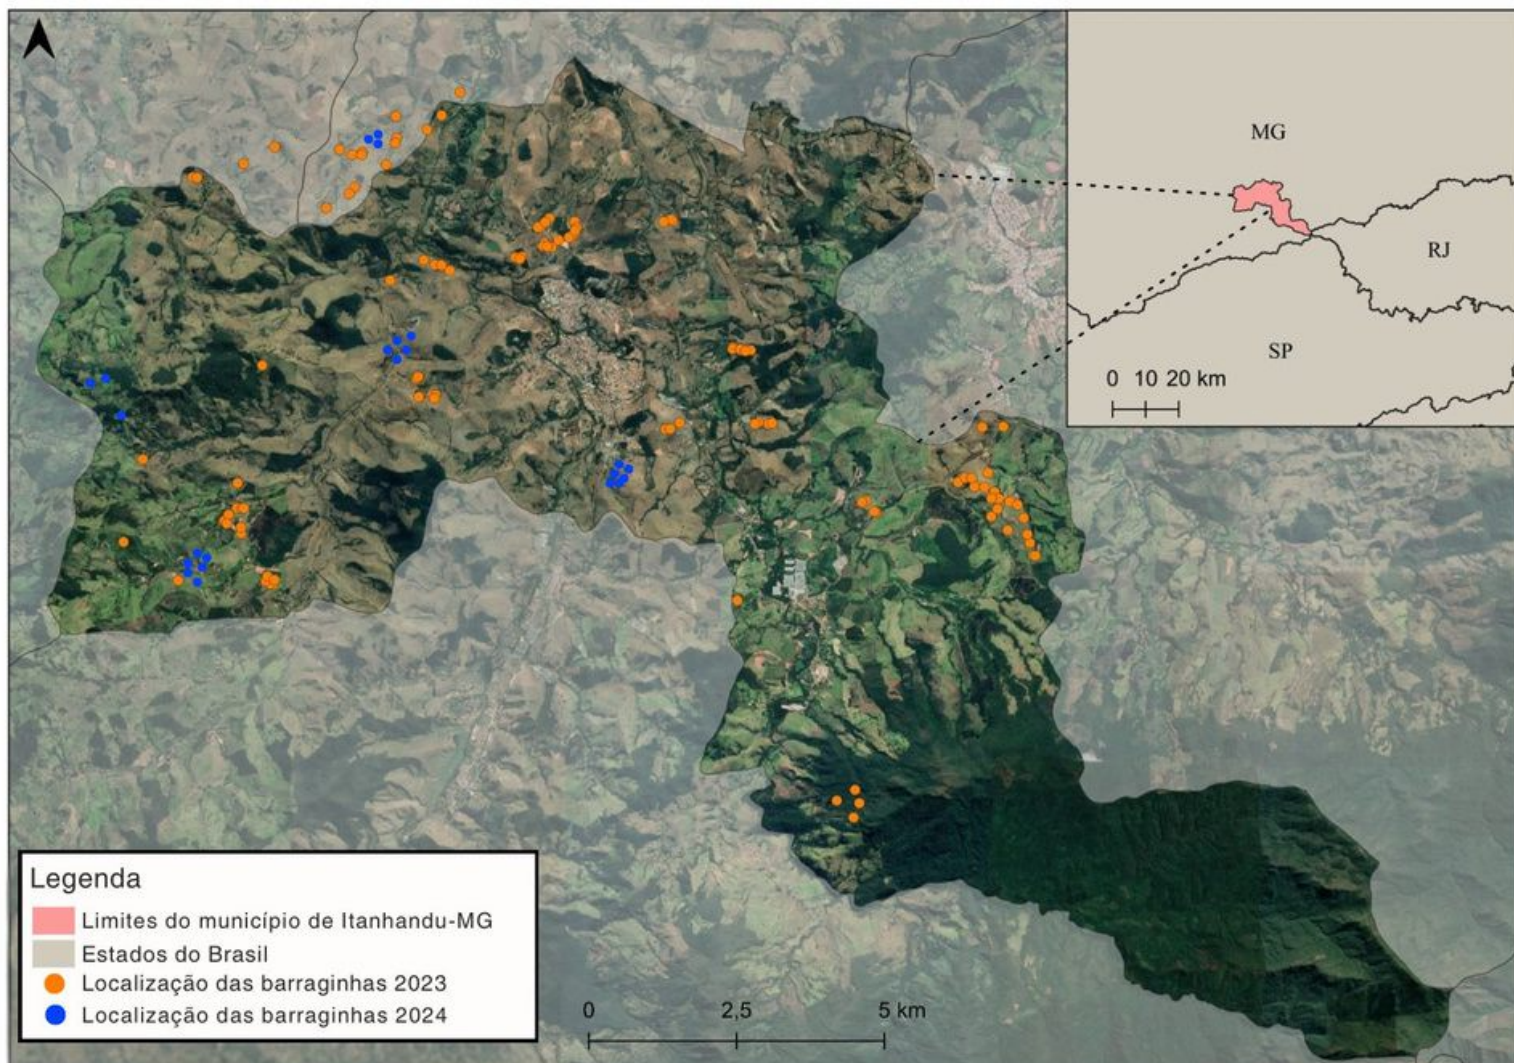 MG
RJ
SP
0 10 20 km
Legenda
Limites do município de Itanhandu-MG
Estados do Brasil
Localização das barraginhas 2023
Localização das barraginhas 2024
0 2,5 5 km